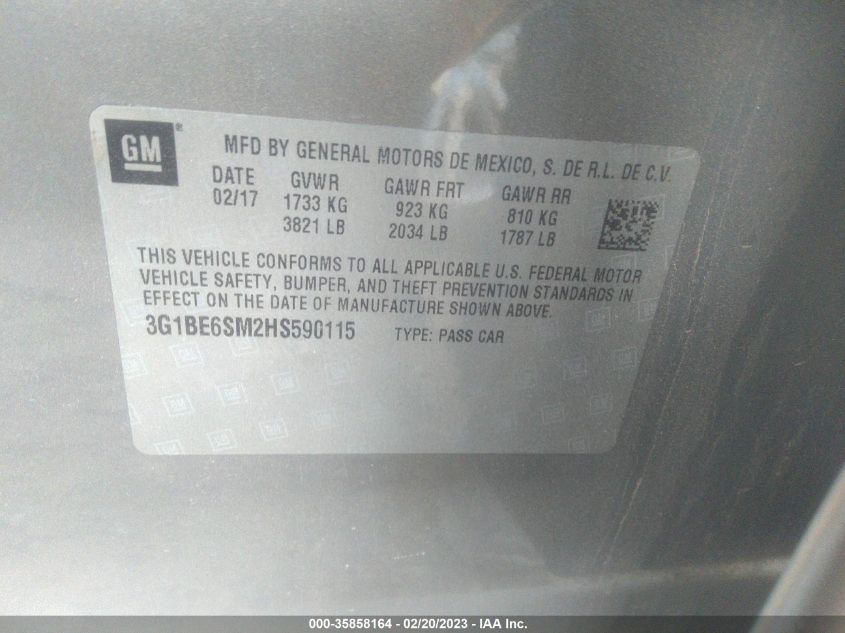 GM ®
MFD BY GENERAL MOTORS DE MEXICO, S. DE R.L. DE C.V.
DATE GVWR GAWR FRT GAWR RR
02/17 1733 KG 923 KG 810 KG
3821 LB 2034 LB 1787 LB
THIS VEHICLE CONFORMS TO ALL APPLICABLE U.S. FEDERAL MOTOR
VEHICLE SAFETY, BUMPER, AND THEFT PREVENTION STANDARDS IN
EFFECT ON THE DATE OF MANUFACTURE SHOWN ABOVE.
3G1BE6SM2HS590115 TYPE: PASS CAR
000-35858164 - 02/20/2023 - IAA Inc.